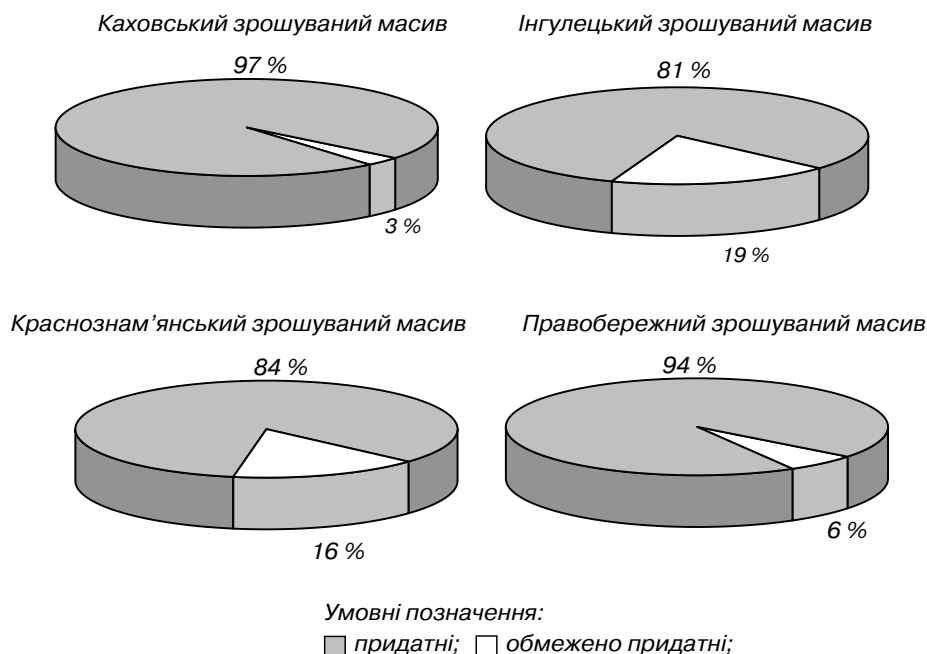 Каховський зрошуваний масив
97 %
3 %
Інгулецький зрошуваний масив
81 %
19 %
Краснознам’янський зрошуваний масив
84 %
16 %
Правобережний зрошуваний масив
94 %
6 %
Умовні позначення:
придатні; обмежено придатні;